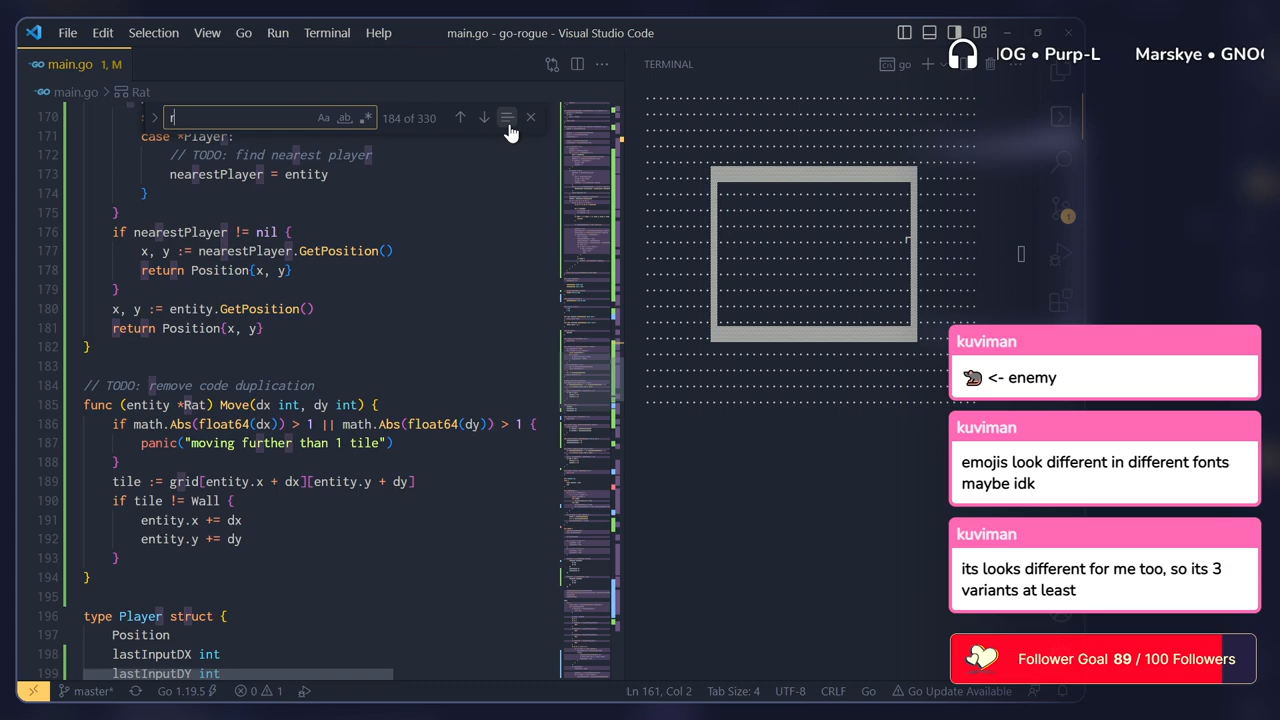 File Edit Selection View Go Run Terminal Help
main.go - go-rogue - Visual Studio Code
main.go 1, M
TERMINAL
go
IOG • Purp-L Marskye • GNO
main.go > Rat
r
Aa ab
184 of 330
170
171 case *Player:
172 // TODO: find nearest player
173 nearestPlayer = entity
174 }
175 }
176 if nearestPlayer != nil {
177 x, y := nearestPlayer.GetPosition()
178 return Position{x, y}
179 }
180 x, y := entity.GetPosition()
181 return Position{x, y}
182 }
183
184 // TODO: remove code duplication
185 func (entity *Rat) Move(dx int, dy int) {
186 if math.Abs(float64(dx)) > 1 || math.Abs(float64(dy)) > 1 {
187 panic("moving further than 1 tile")
188 }
189 tile := grid[entity.x + dx][entity.y + dy]
190 if tile != Wall {
191 entity.x += dx
192 entity.y += dy
193 }
194 }
195
196 type Player struct {
197 Position
198 lastInputDX int
199 lastInputDY int
r
1
kuviman
🐀 <- enemy
kuviman
emojis look different in different fonts
maybe idk
kuviman
its looks different for me too, so its 3
variants at least
Follower Goal 89 / 100 Followers
master* Go 1.19.5 0 1 Ln 161, Col 2 Tab Size: 4 UTF-8 CRLF Go Go Update Available